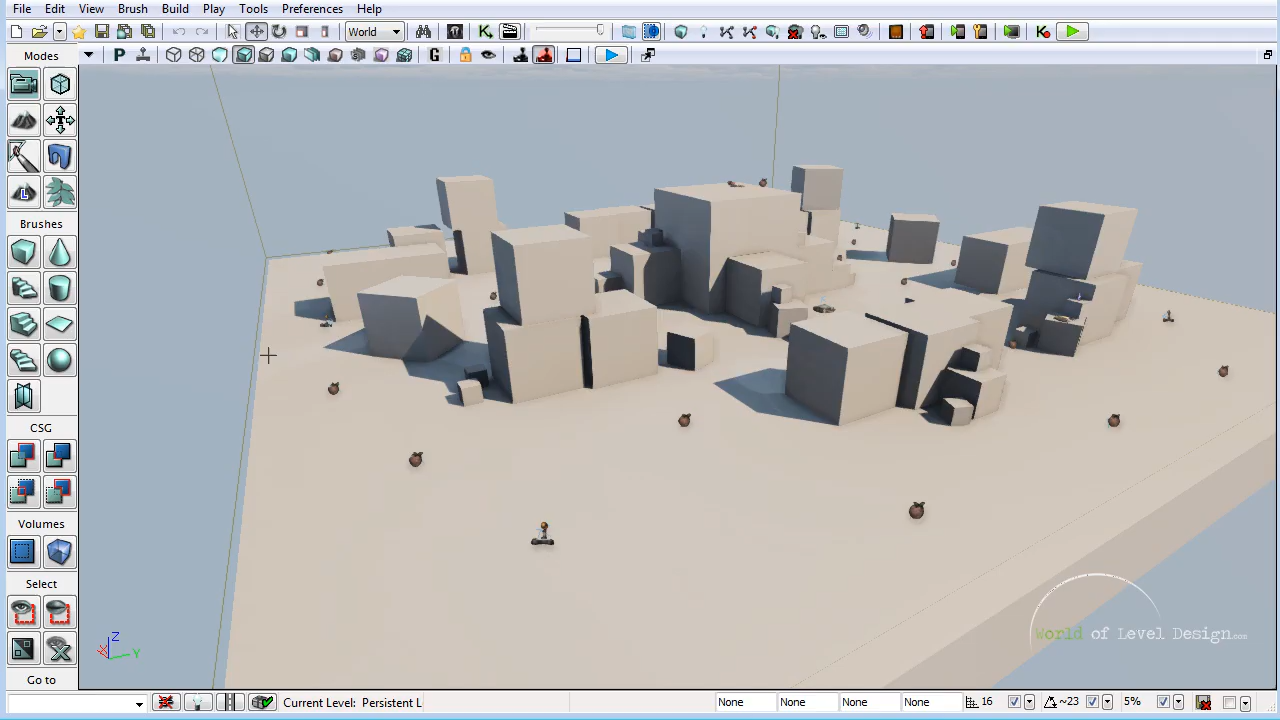 File Edit View Brush Build Play Tools Preferences Help
World
P G
Modes
L
Brushes
CSG
Volumes
Select
Go to
Z
X Y
World of Level Design.com
Current Level: Persistent L
None None None None 16 ~23 5%